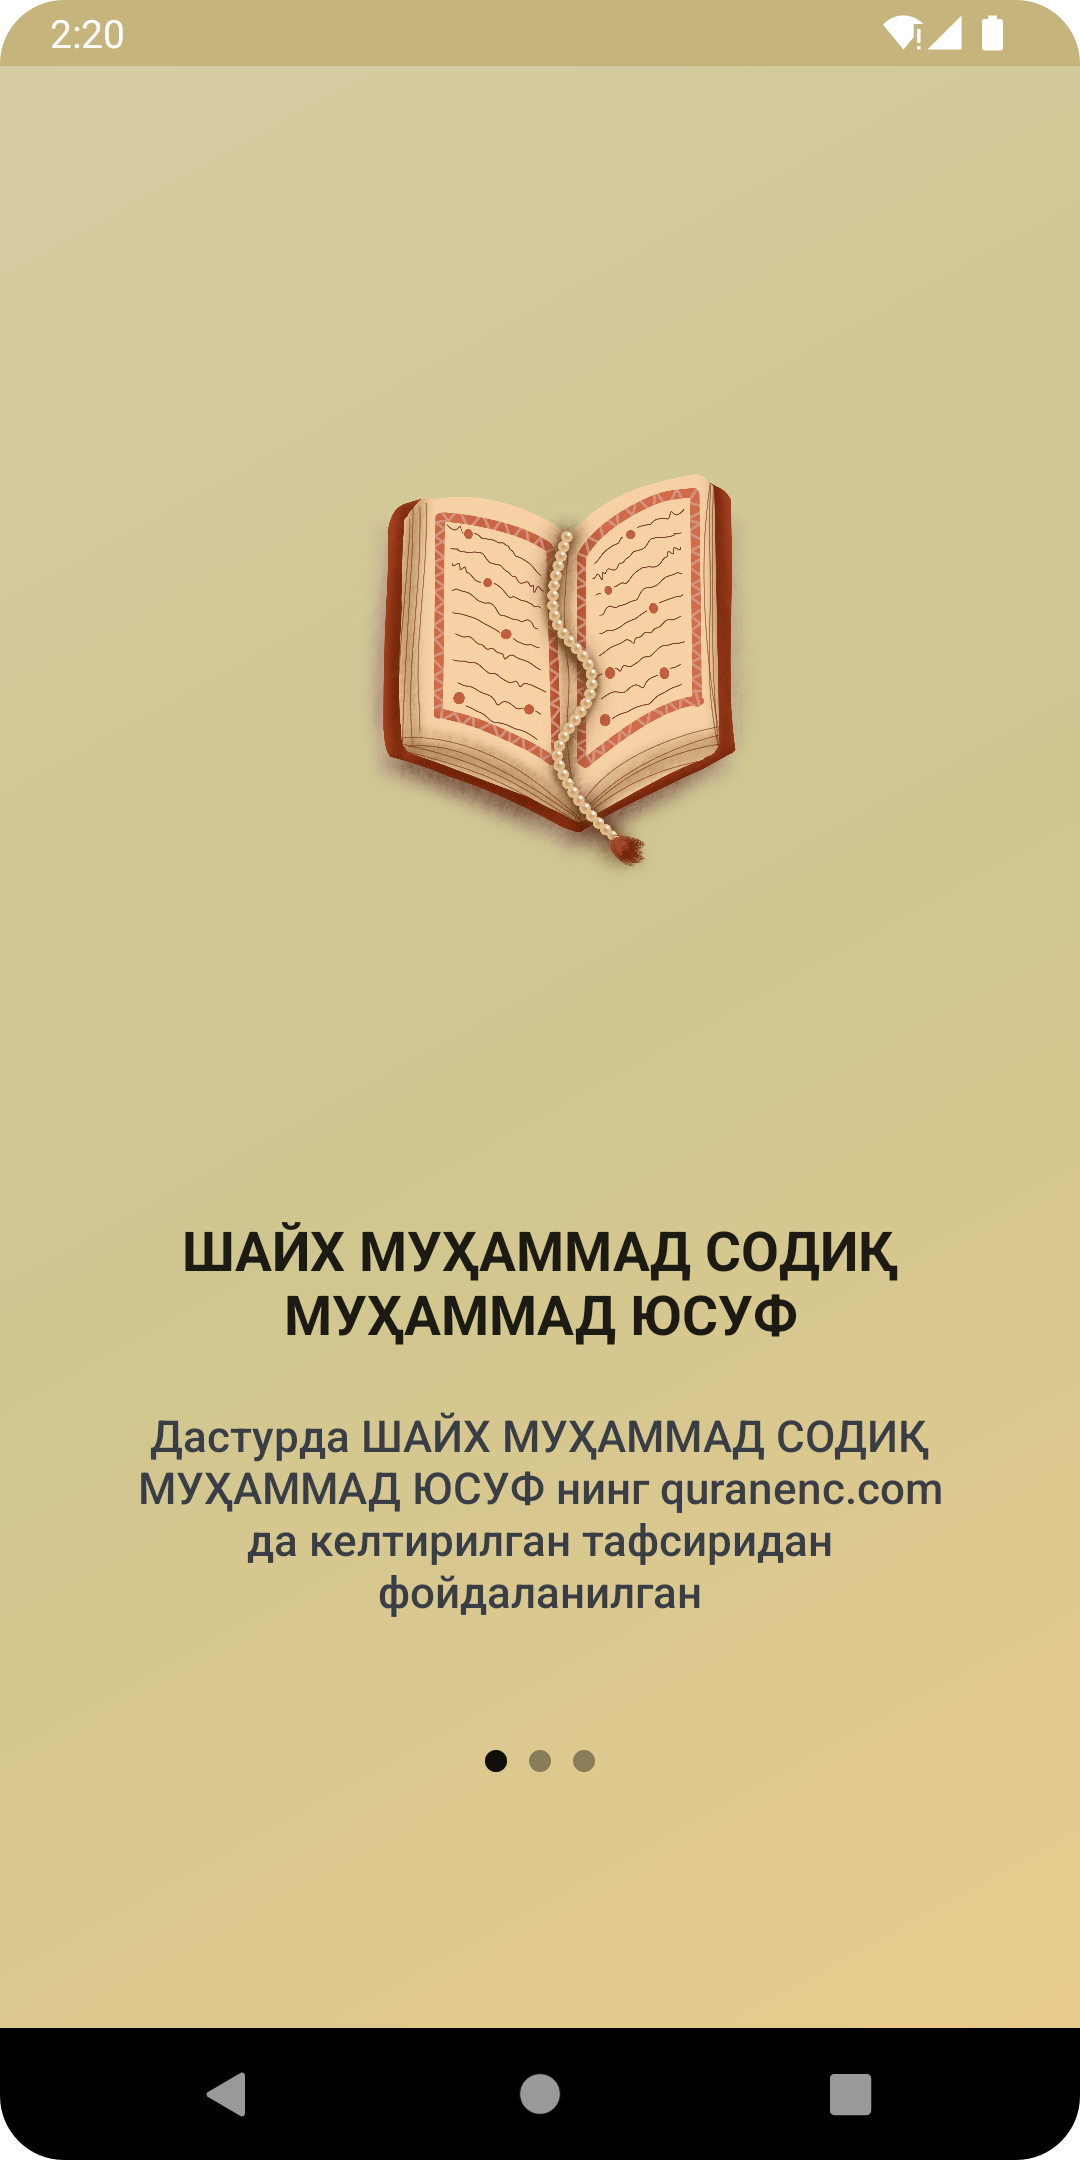 2:20
ШАЙХ МУҲАММАД СОДИҚ
МУҲАММАД ЮСУФ
Дастурда ШАЙХ МУҲАММАД СОДИҚ
МУҲАММАД ЮСУФ нинг quranenc.com
да келтирилган тафсиридан
фойдаланилган